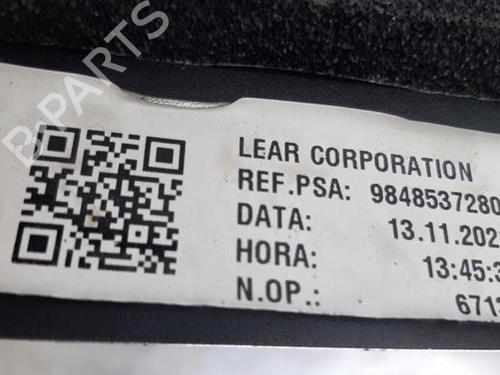 LEAR CORPORATION
REF.PSA: 9848537280
DATA: 13.11.202
HORA: 13:45:3
N.OP.: 671
B-PARTS